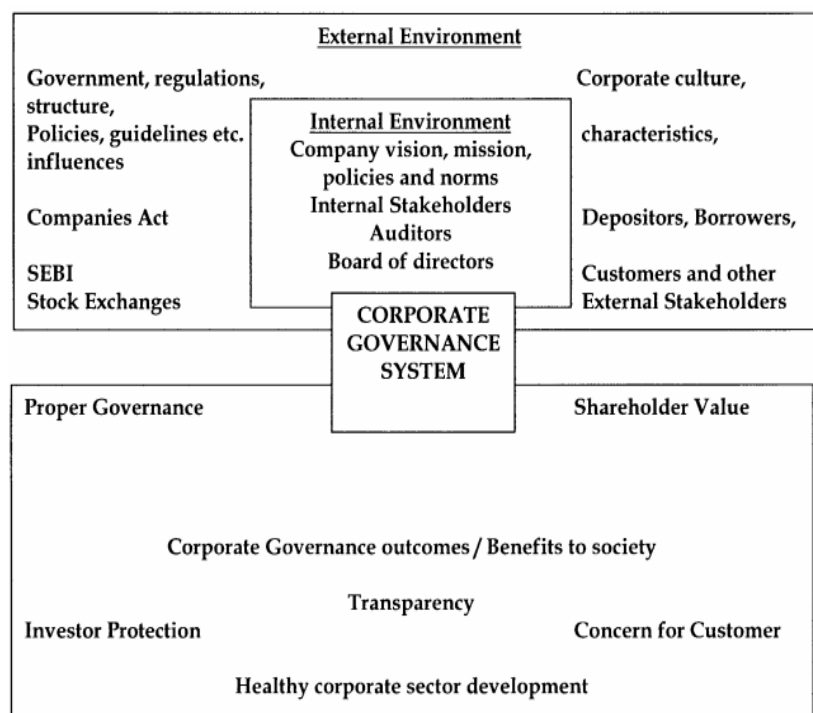 External Environment
Government, regulations,
structure,
Policies, guidelines etc.
influences
Companies Act
SEBI
Stock Exchanges
Internal Environment
Company vision, mission,
policies and norms
Internal Stakeholders
Auditors
Board of directors
Corporate culture,
characteristics,
Depositors, Borrowers,
Customers and other
External Stakeholders
CORPORATE
GOVERNANCE
SYSTEM
Proper Governance
Shareholder Value
Corporate Governance outcomes / Benefits to society
Transparency
Investor Protection
Concern for Customer
Healthy corporate sector development